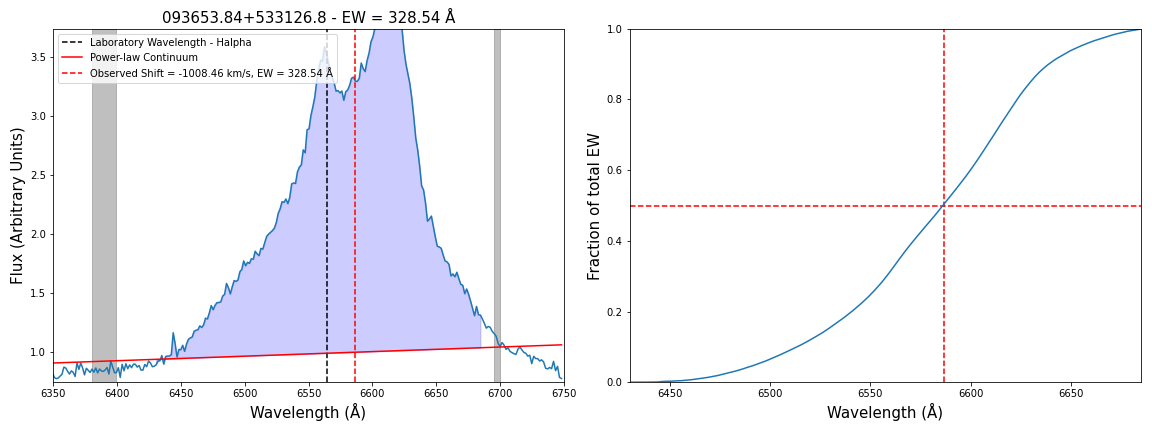 093653.84+533126.8 - EW = 328.54 Å
Laboratory Wavelength - Halpha
Power-law Continuum
Observed Shift = -1008.46 km/s, EW = 328.54 Å
Flux (Arbitrary Units)
3.5
3.0
2.5
2.0
1.5
1.0
6350 6400 6450 6500 6550 6600 6650 6700 6750
Wavelength (Å)
Fraction of total EW
1.0
0.8
0.6
0.4
0.2
0.0
6450 6500 6550 6600 6650
Wavelength (Å)